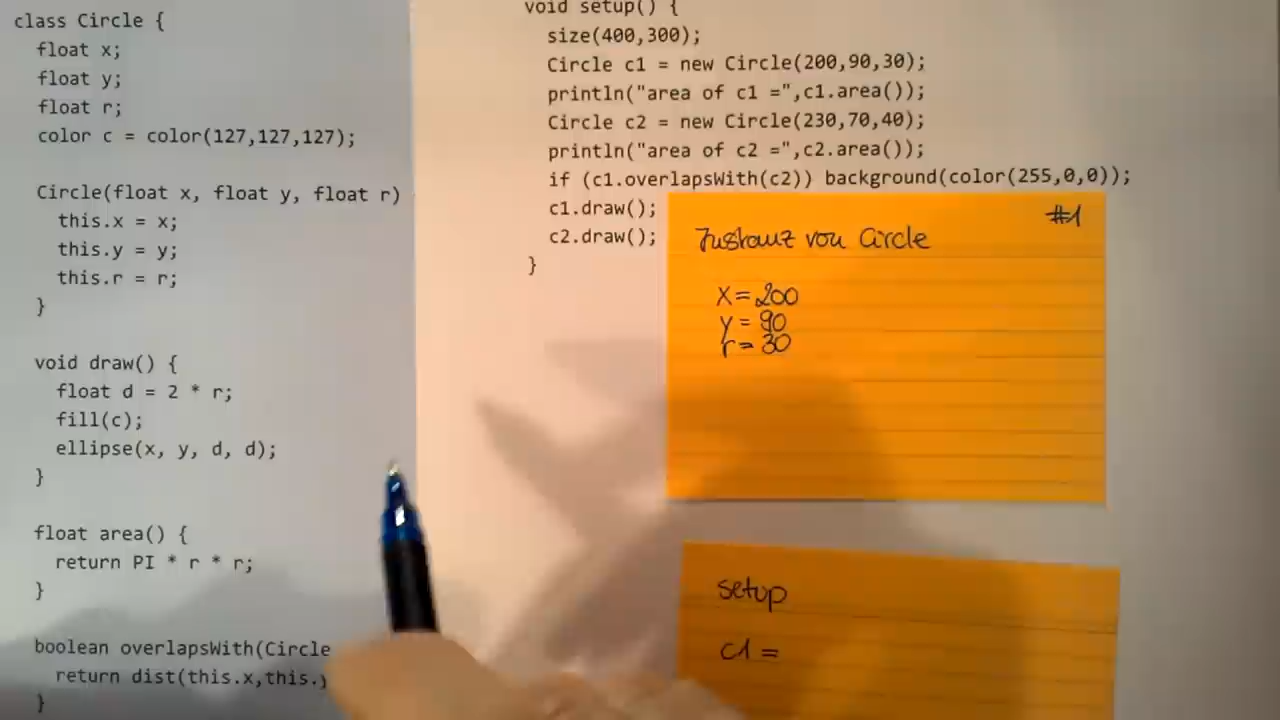 class Circle {
float x;
float y;
float r;
color c = color(127,127,127);
Circle(float x, float y, float r)
this.x = x;
this.y = y;
this.r = r;
}
void draw() {
float d = 2 * r;
fill(c);
ellipse(x, y, d, d);
}
float area() {
return PI * r * r;
}
boolean overlapsWith(Circle
return dist(this.x,this.y
}
void setup() {
size(400,300);
Circle c1 = new Circle(200,90,30);
println("area of c1 =",c1.area());
Circle c2 = new Circle(230,70,40);
println("area of c2 =",c2.area());
if (c1.overlapsWith(c2)) background(color(255,0,0));
c1.draw();
c2.draw();
}
#1
Instanz von Circle
x = 200
y = 90
r = 30
setup
c1 =